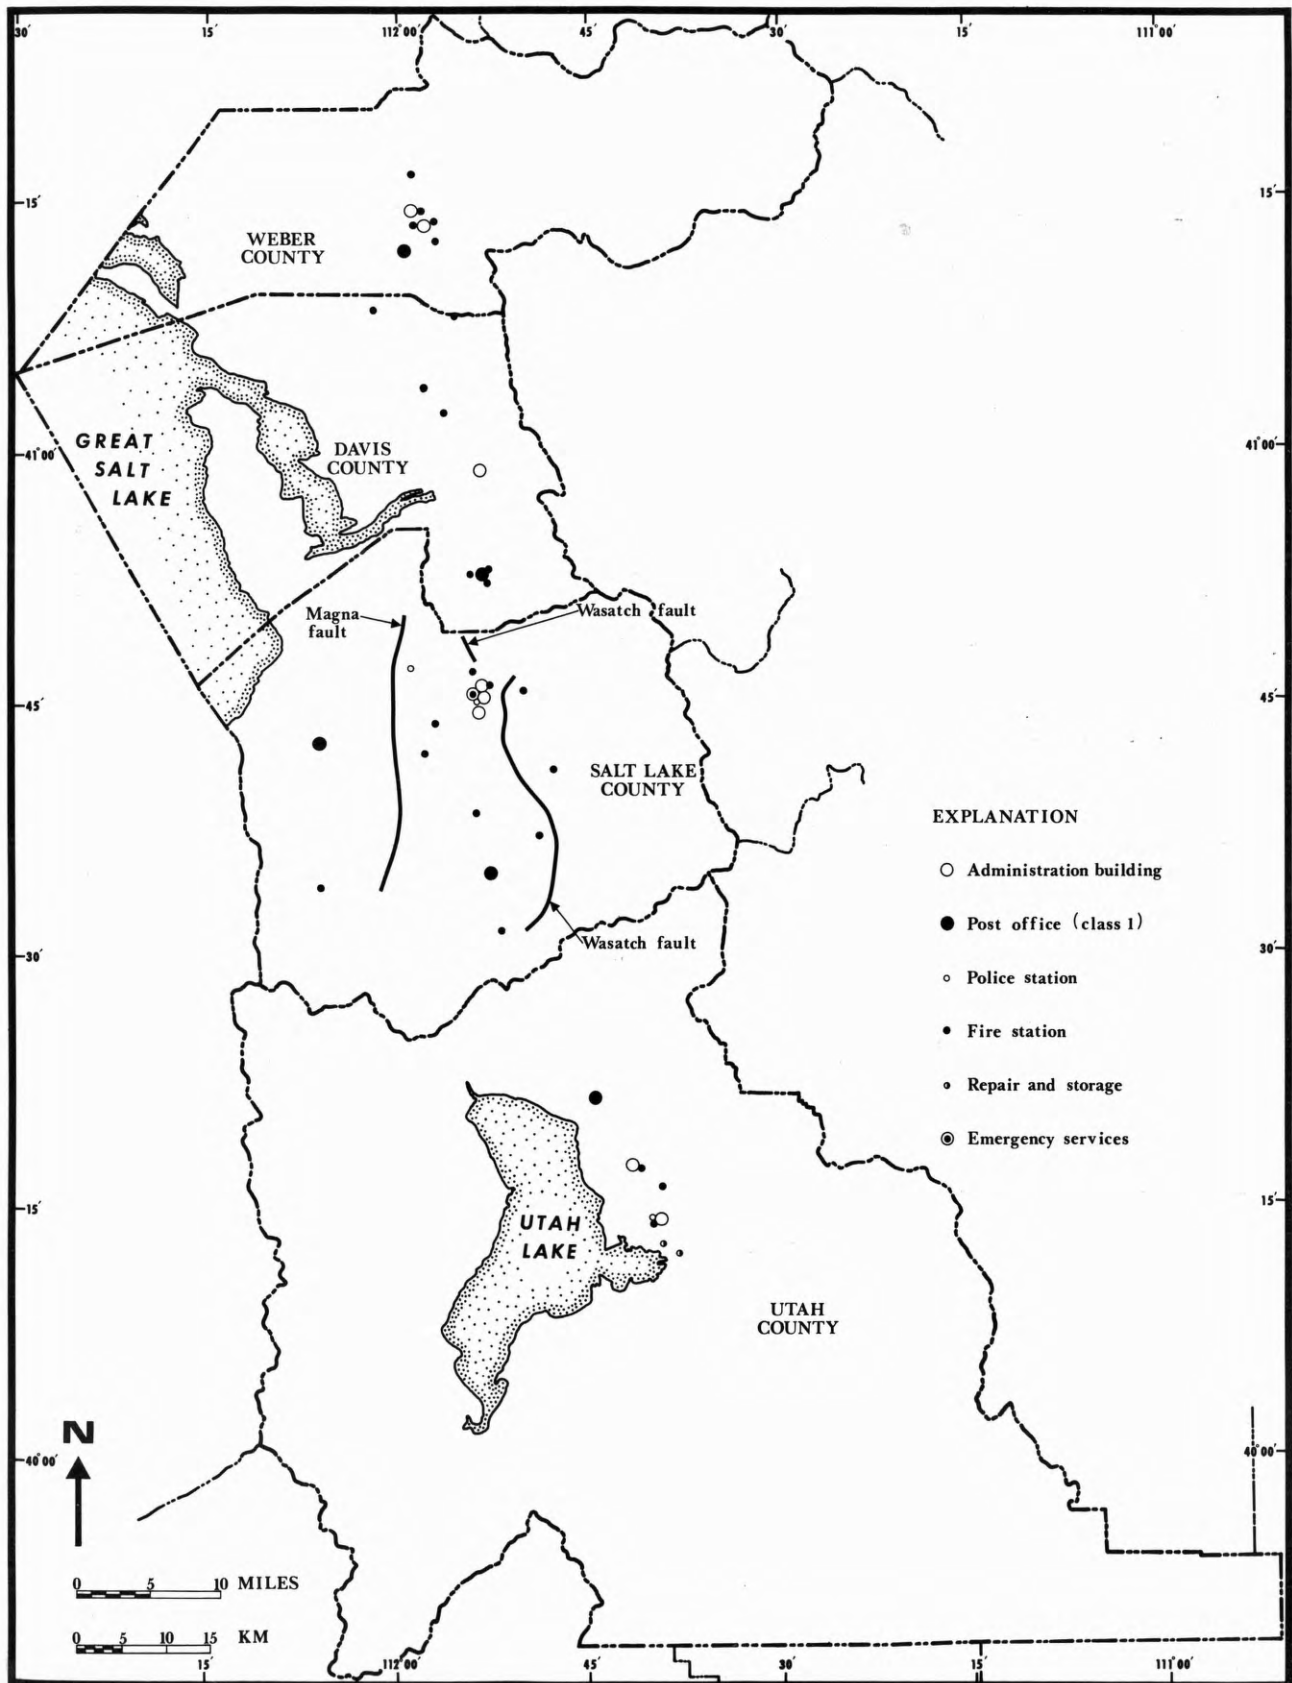 30′ 15′ 112°00′ 45′ 30′ 15′ 111°00′
15′ 15′
WEBER
COUNTY
GREAT
SALT
LAKE
DAVIS
COUNTY
41°00′ 41°00′
Magna
fault
Wasatch fault
45′ 45′
SALT LAKE
COUNTY
Wasatch fault
30′ 30′
EXPLANATION
Administration building
Post office (class 1)
Police station
Fire station
Repair and storage
Emergency services
15′ 15′
UTAH
LAKE
UTAH
COUNTY
40°00′ 40°00′
N
0 5 10 MILES
0 5 10 15 KM
15′ 112°00′ 45′ 30′ 15′ 111°00′